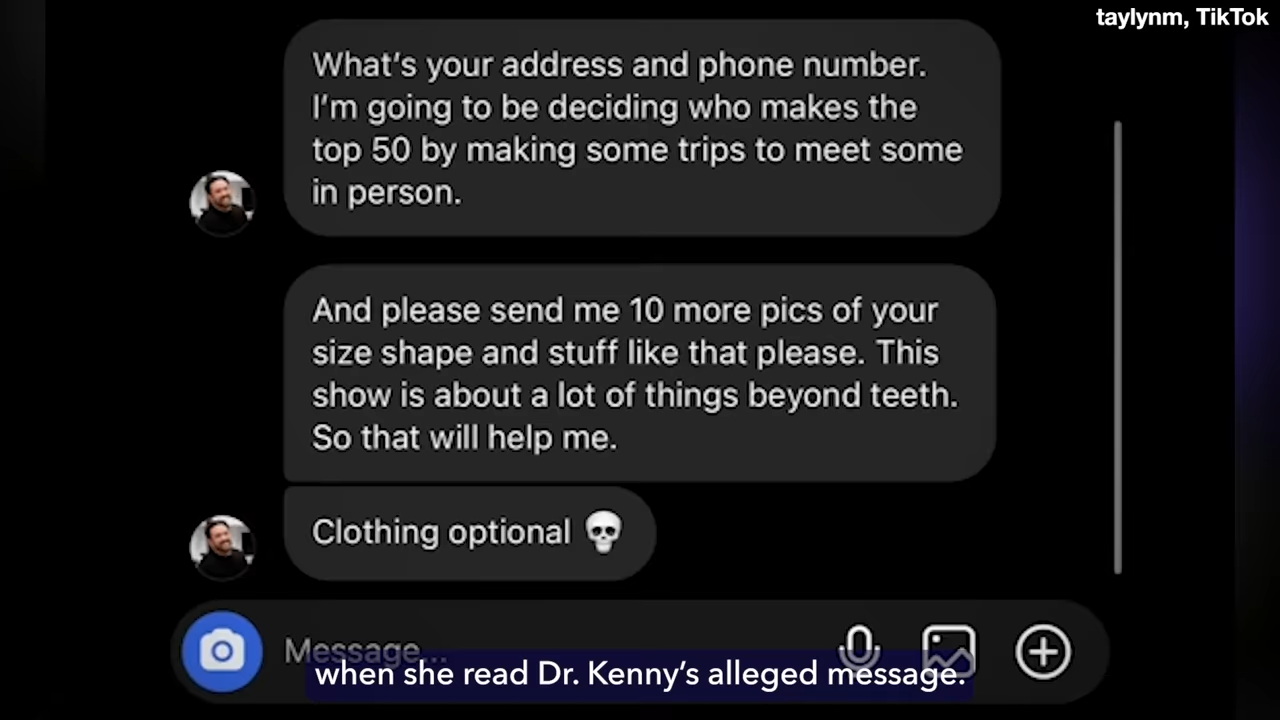 taylynm, TikTok
What's your address and phone number.
I'm going to be deciding who makes the
top 50 by making some trips to meet some
in person.
And please send me 10 more pics of your
size shape and stuff like that please. This
show is about a lot of things beyond teeth.
So that will help me.
Clothing optional 💀
Message...
when she read Dr. Kenny's alleged message.